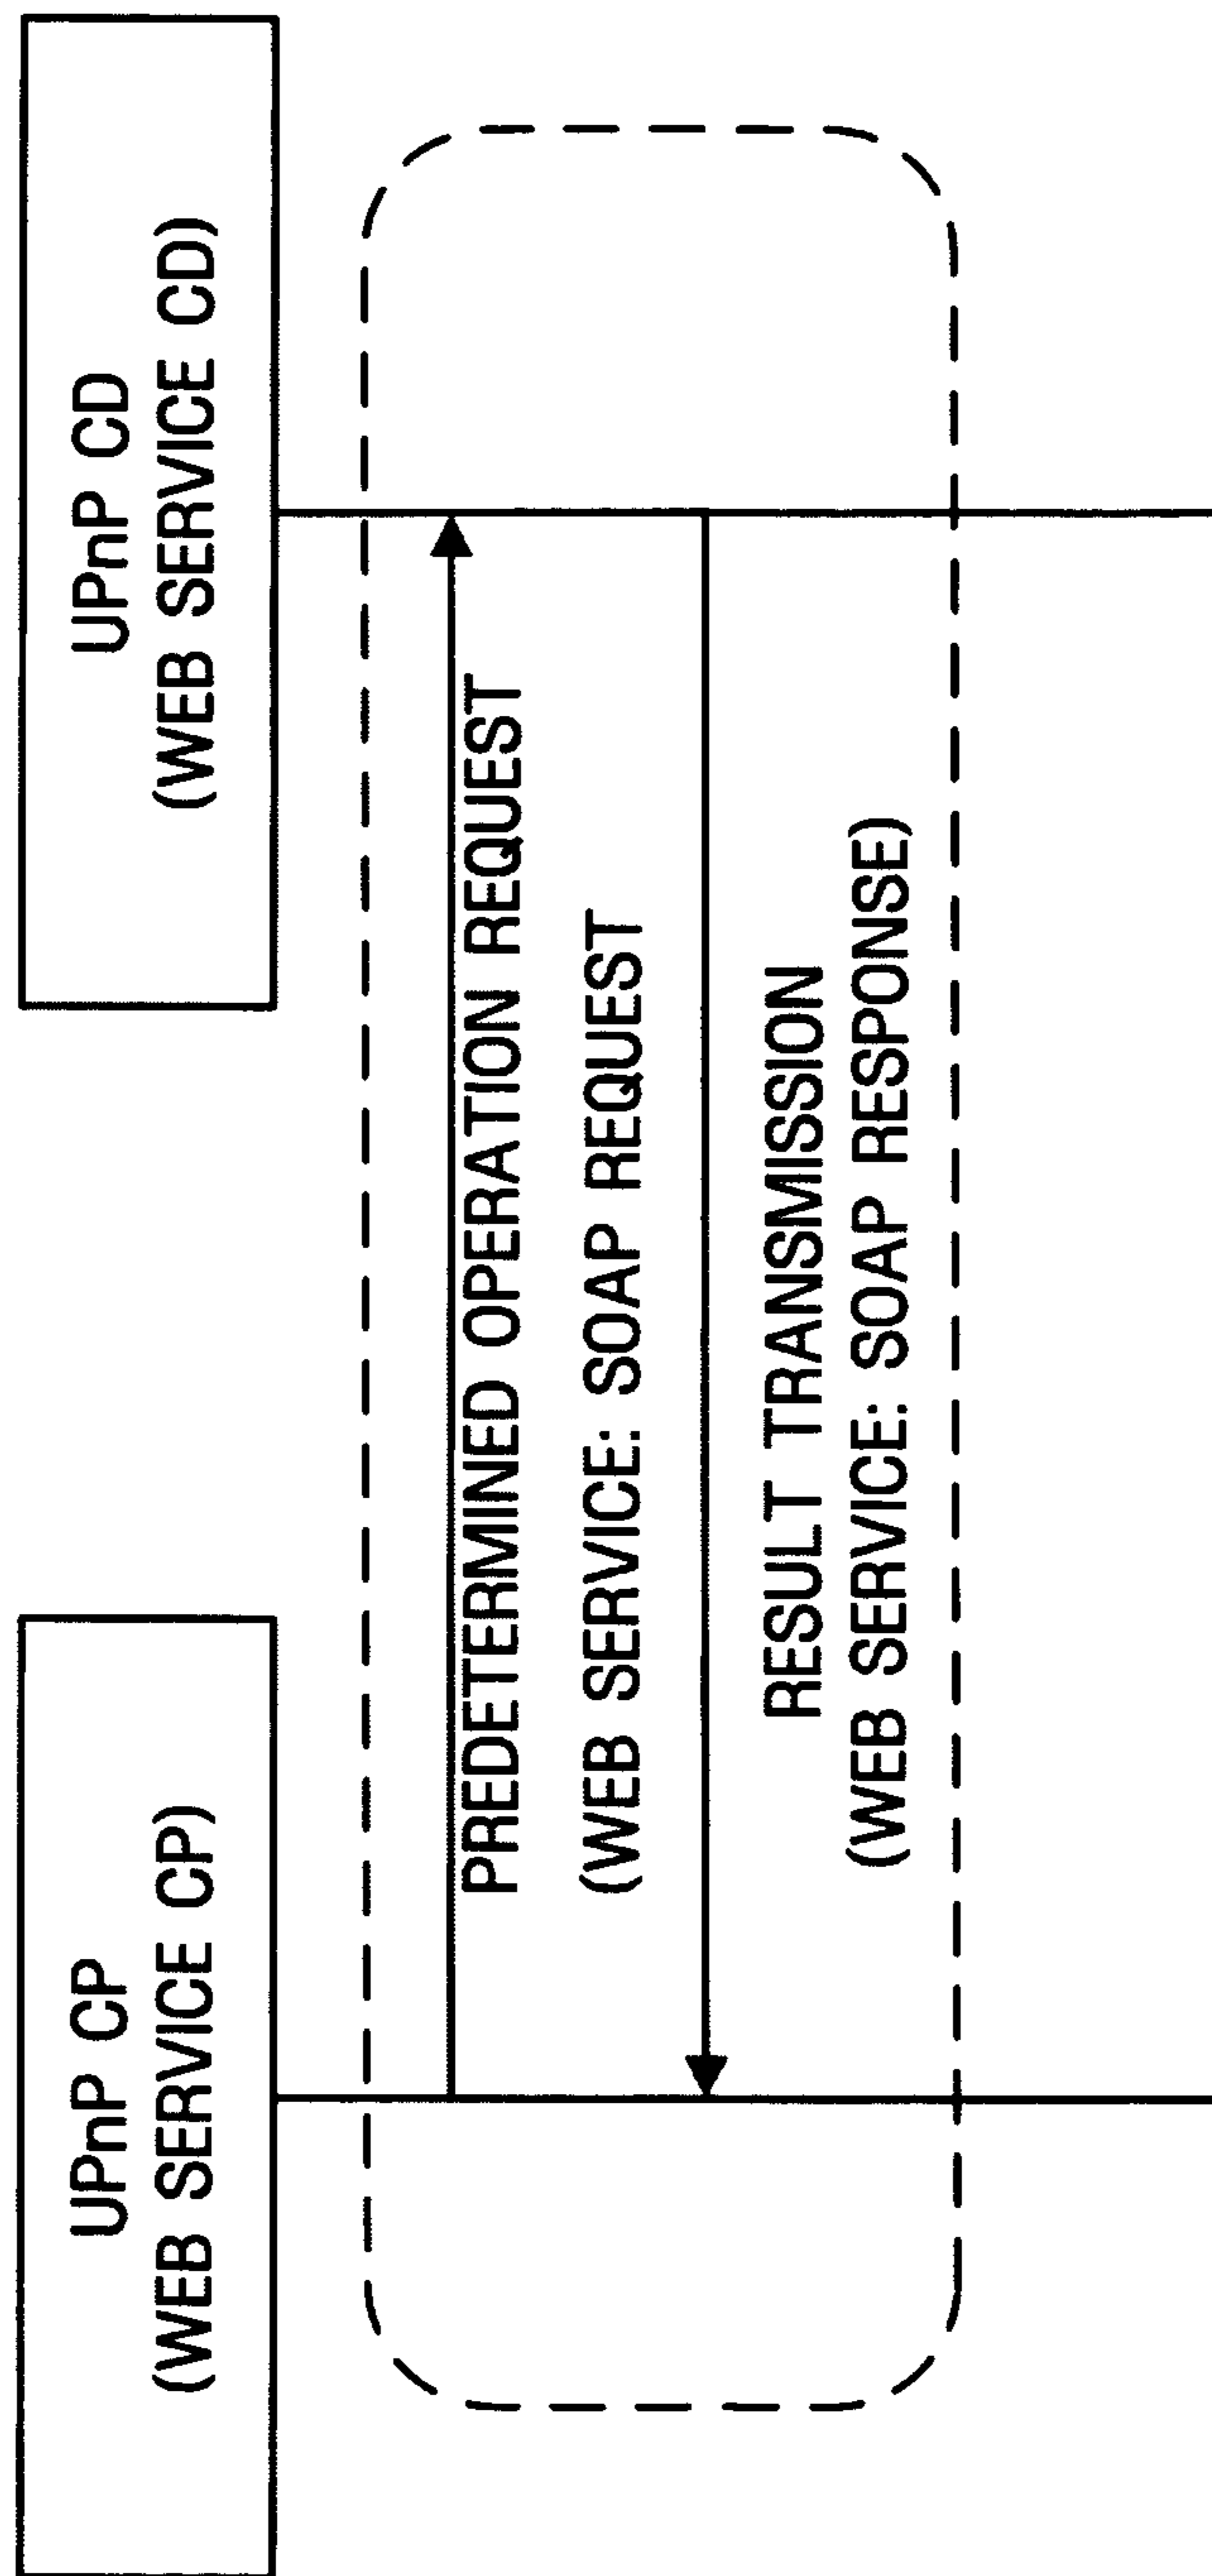 UPnP CP
(WEB SERVICE CP)
UPnP CD
(WEB SERVICE CD)
PREDETERMINED OPERATION REQUEST
(WEB SERVICE: SOAP REQUEST
RESULT TRANSMISSION
(WEB SERVICE: SOAP RESPONSE)